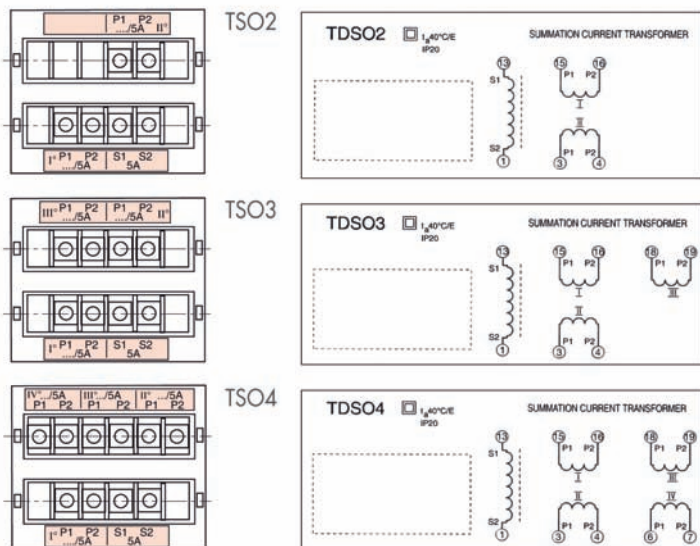 P1 P2
..../5A II°
TSO2
I° P1 P2 S1 S2
..../5A 5A
TDSO2 ta40°C/E SUMMATION CURRENT TRANSFORMER
IP20
13 15 16
S1 P1 P2
I
II
S2 P1 P2
1 3 4
III° P1 P2 P1 P2 II°
..../5A ..../5A
TSO3
I° P1 P2 S1 S2
..../5A 5A
TDSO3 ta40°C/E SUMMATION CURRENT TRANSFORMER
IP20
13 15 16 18 19
S1 P1 P2 P1 P2
I III
II
S2 P1 P2
1 3 4
IV°.../5A III°.../5A II° .../5A
P1 P2 P1 P2 P1 P2
TSO4
I° P1 P2 S1 S2
..../5A 5A
TDSO4 ta40°C/E SUMMATION CURRENT TRANSFORMER
IP20
13 15 16 18 19
S1 P1 P2 P1 P2
I III
II IV
S2 P1 P2 P1 P2
1 3 4 6 7